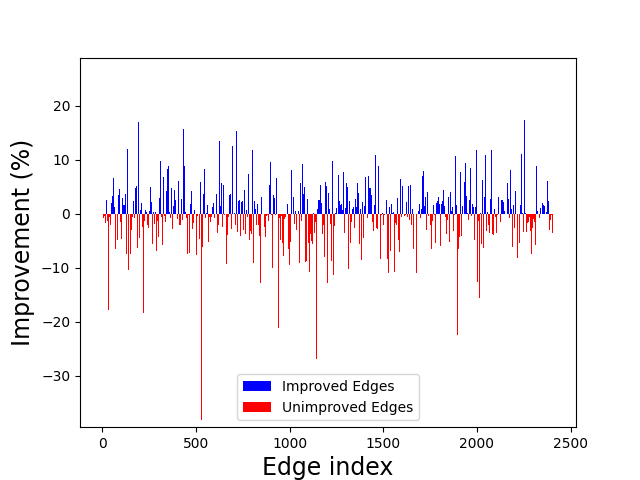 20
10
0
−10
−20
−30
Improvement (%)
Improved Edges
Unimproved Edges
0 500 1000 1500 2000 2500
Edge index